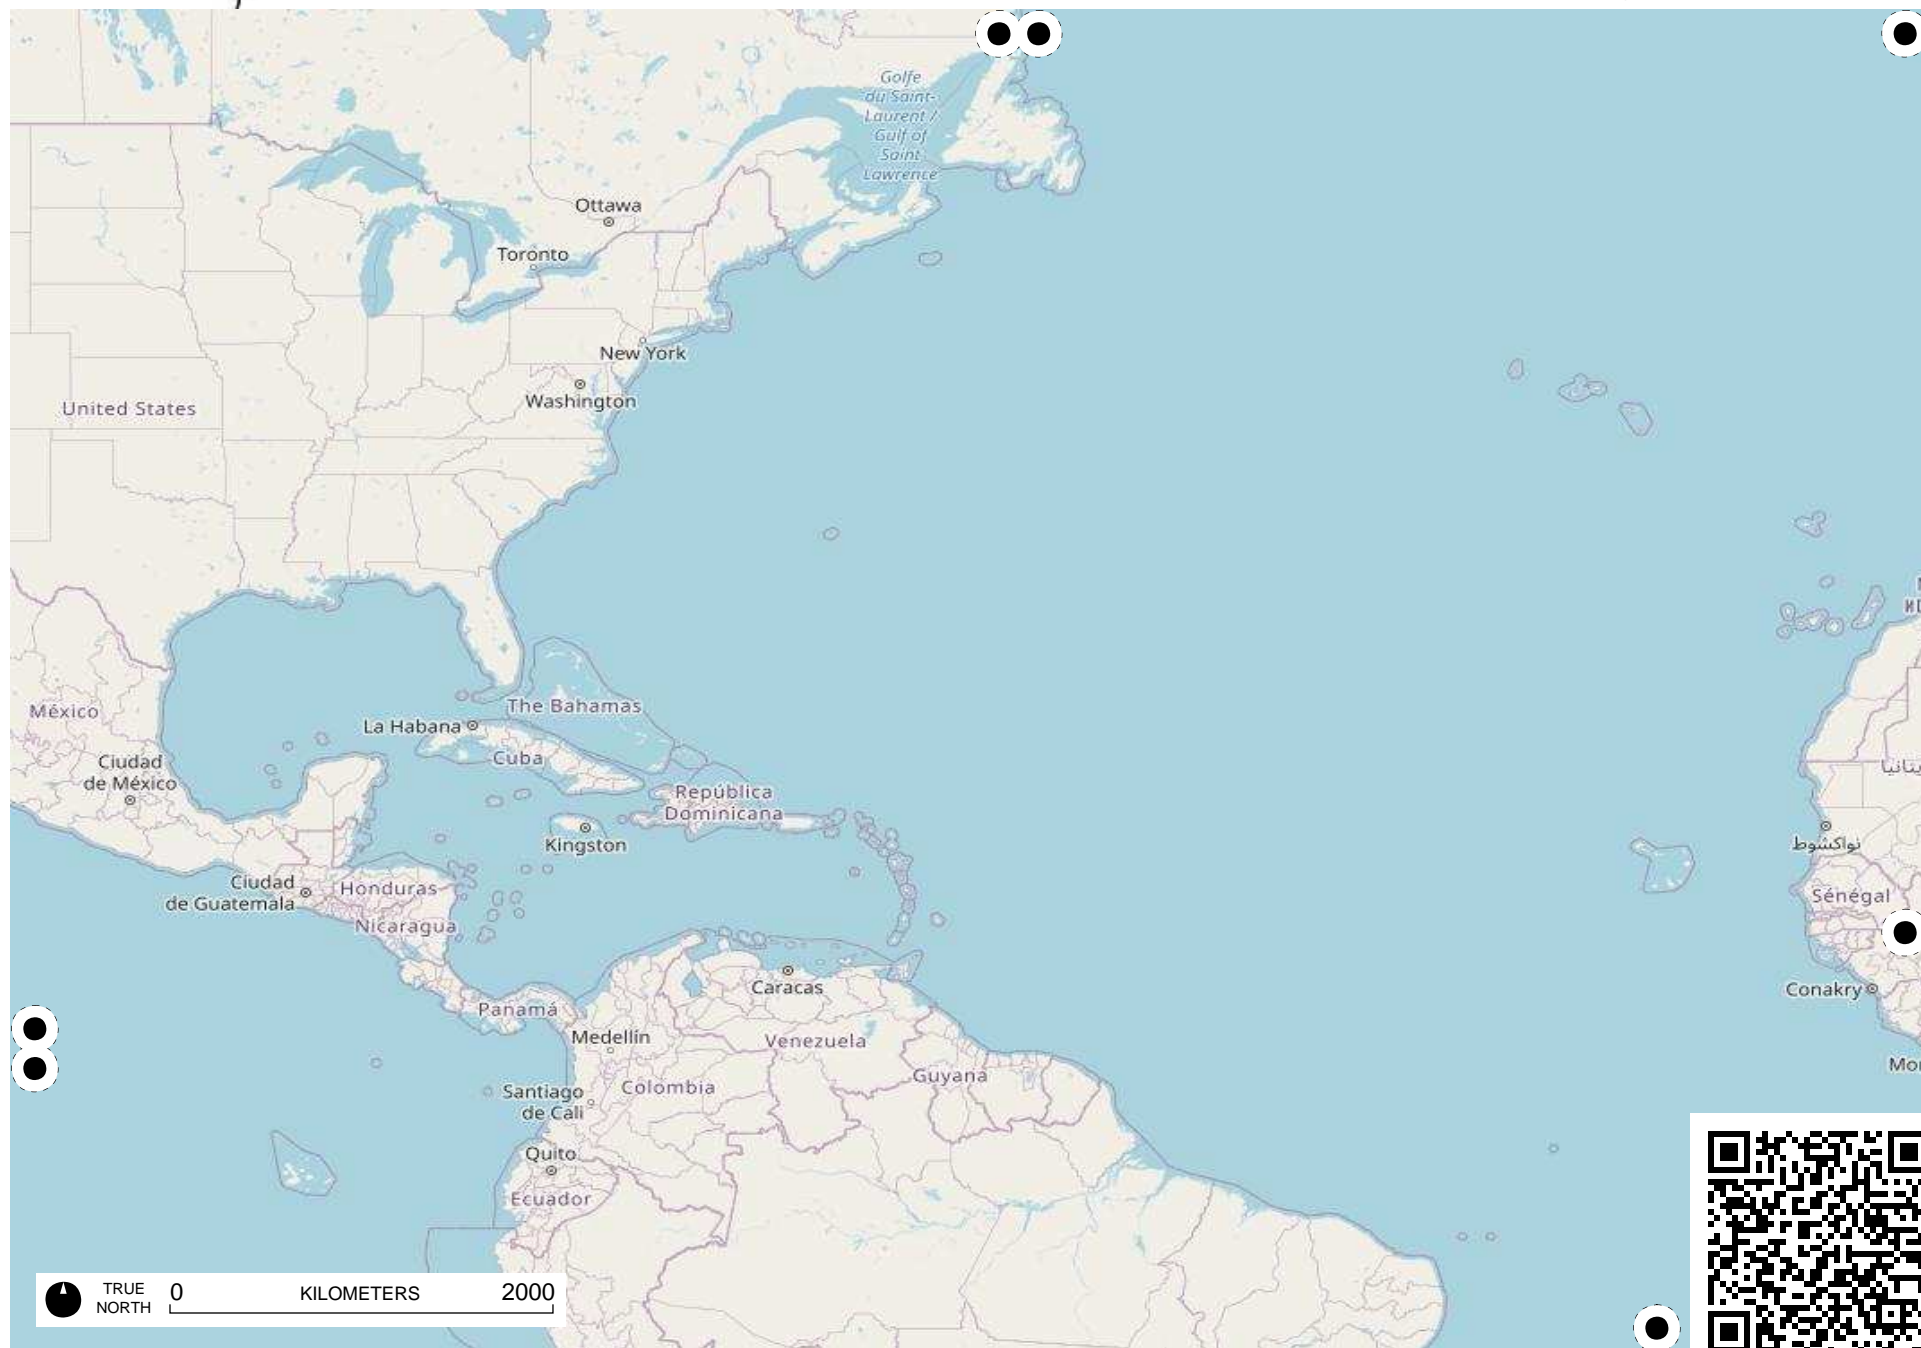 Golfe
du Saint-
Laurent /
Gulf of
Saint
Lawrence
Ottawa
Toronto
New York
Washington
United States
México
Ciudad
de México
La Habana
The Bahamas
Cuba
República
Dominicana
Kingston
Ciudad
de Guatemala
Honduras
Nicaragua
نواكشوط
Sénégal
Conakry
Caracas
Panamá
Medellín
Venezuela
Colombia
Guyana
Santiago
de Cali
Quito
Ecuador
TRUE
NORTH
0 KILOMETERS 2000